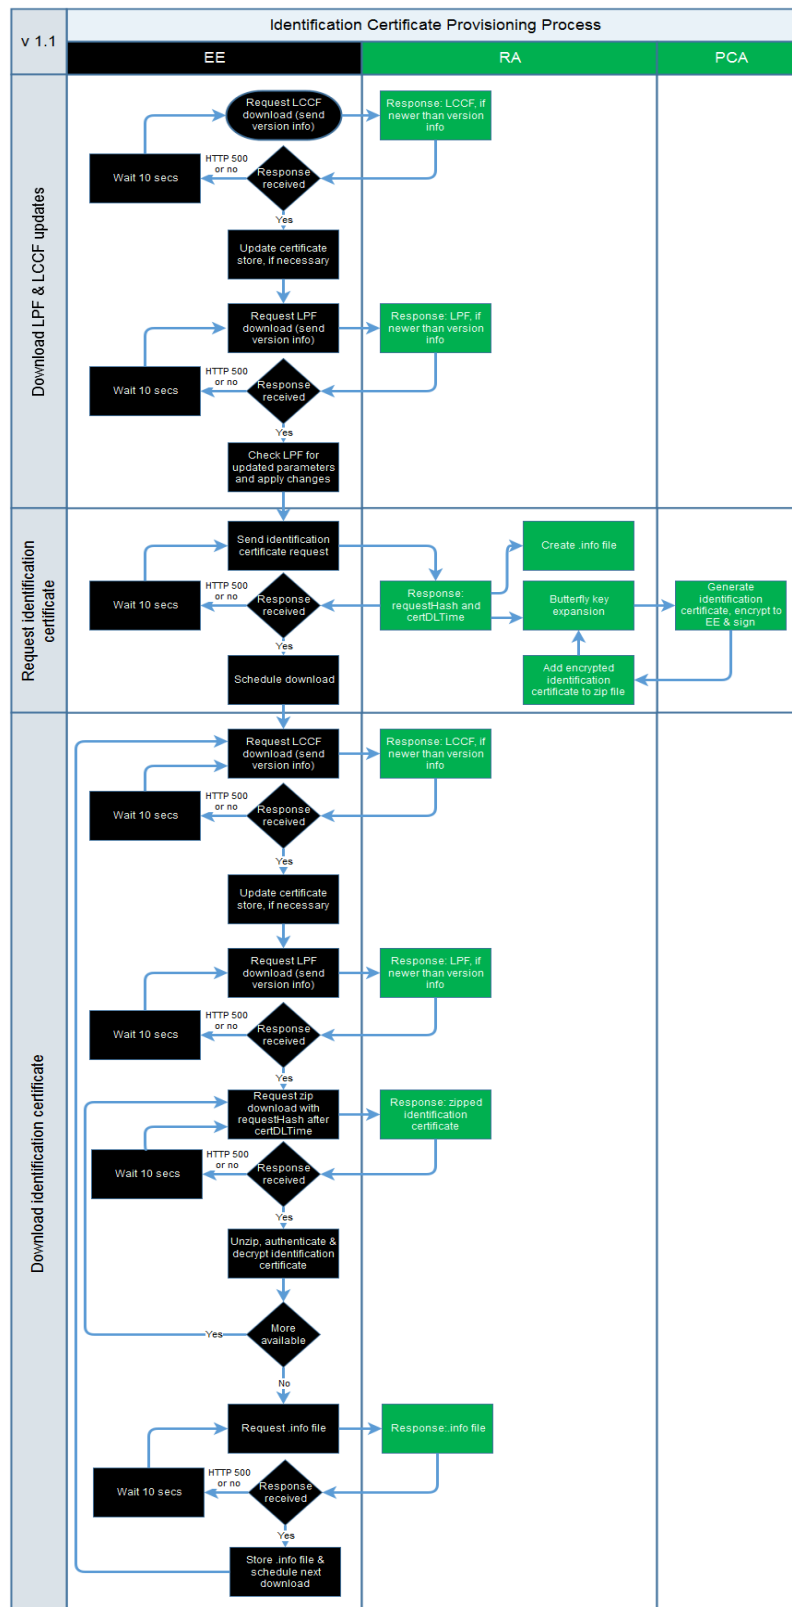 v 1.1
Identification Certificate Provisioning Process
EE
RA
PCA
Download LPF & LCCF updates
Request LCCF
download (send
version info)
Response: LCCF, if
newer than version
info
Wait 10 secs
HTTP 500
or no
Response
received
Yes
Update certificate
store, if necessary
Request LPF
download (send
version info)
Response: LPF, if
newer than version
info
Wait 10 secs
HTTP 500
or no
Response
received
Yes
Check LPF for
updated parameters
and apply changes
Request identification
certificate
Send identification
certificate request
Create .info file
Wait 10 secs
HTTP 500
or no
Response
received
Response:
requestHash and
certDLTime
Butterfly key
expansion
Generate
identification
certificate, encrypt to
EE & sign
Yes
Schedule download
Add encrypted
identification
certificate to zip file
Download identification certificate
Request LCCF
download (send
version info)
Response: LCCF, if
newer than version
info
Wait 10 secs
HTTP 500
or no
Response
received
Yes
Update certificate
store, if necessary
Request LPF
download (send
version info)
Response: LPF, if
newer than version
info
Wait 10 secs
HTTP 500
or no
Response
received
Yes
Request zip
download with
requestHash after
certDLTime
Response: zipped
identification
certificate
Wait 10 secs
HTTP 500
or no
Response
received
Yes
Unzip, authenticate &
decrypt identification
certificate
More
available
Yes
No
Request .info file
Response:.info file
Wait 10 secs
HTTP 500
or no
Response
received
Yes
Store .info file &
schedule next
download